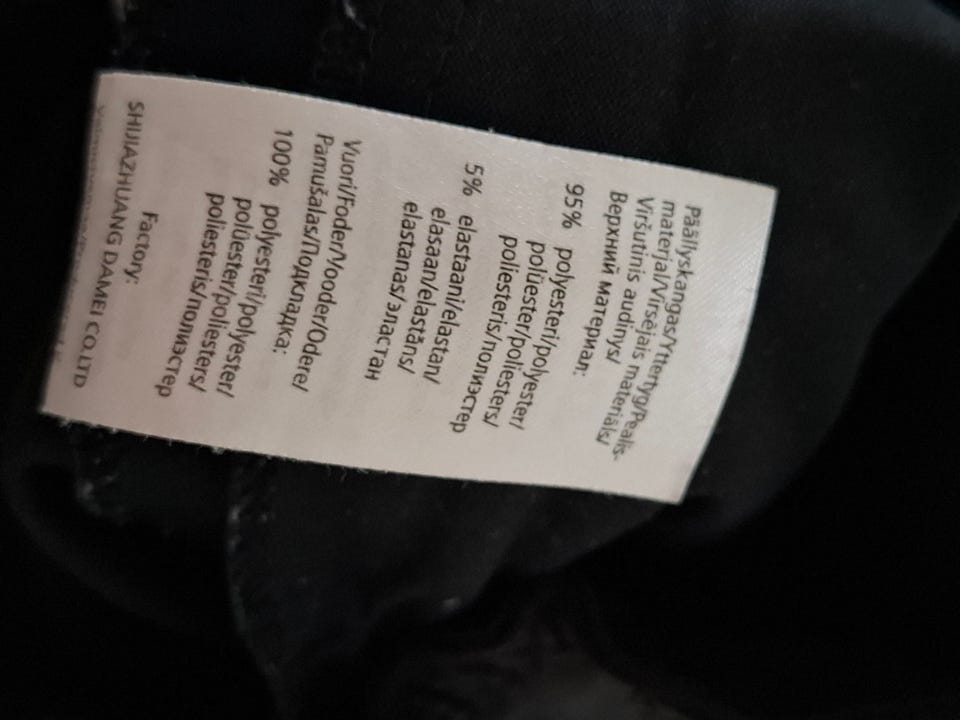 Päällyskangas/Yttertyg/Pealis-
materjal/Virsējais materiāls/
Viršutinis audinys/
Верхний материал:
95% polyesteri/polyester/
polüester/poliesters/
poliesteris/полиэстер
5% elastaani/elastan/
elasaan/elastāns/
elastanas/эластан
Vuori/Foder/Vooder/Odere/
Pamušalas/Подкладка:
100% polyesteri/polyester/
polüester/poliesters/
poliesteris/полиэстер
Factory:
SHIJIAZHUANG DAMEI CO.LTD